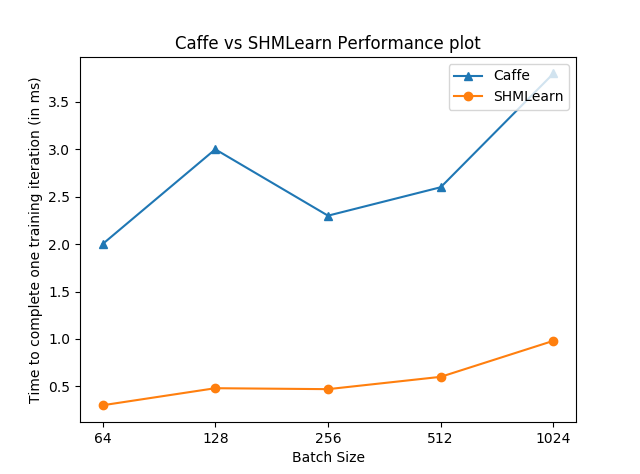 Caffe vs SHMLearn Performance plot
Caffe
SHMLearn
Time to complete one training iteration (in ms)
3.5
3.0
2.5
2.0
1.5
1.0
0.5
64 128 256 512 1024
Batch Size